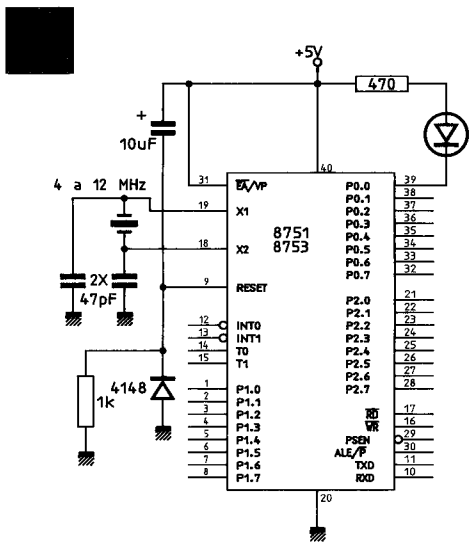 +5V
470
+
10uF
40
31
EA/VP
P0.0
39
P0.1
38
4 a 12 MHz
19
X1
P0.2
37
P0.3
36
8751
P0.4
35
8753
18
X2
P0.5
34
P0.6
33
P0.7
32
2X
47pF
9
RESET
P2.0
21
P2.1
22
12
INT0
P2.2
23
13
INT1
P2.3
24
14
T0
P2.4
25
15
T1
P2.5
26
P2.6
27
4148
1
P1.0
P2.7
28
1k
2
P1.1
3
P1.2
RD
17
4
P1.3
WR
16
5
P1.4
PSEN
29
6
P1.5
ALE/P
30
7
P1.6
TXD
11
8
P1.7
RXD
10
20